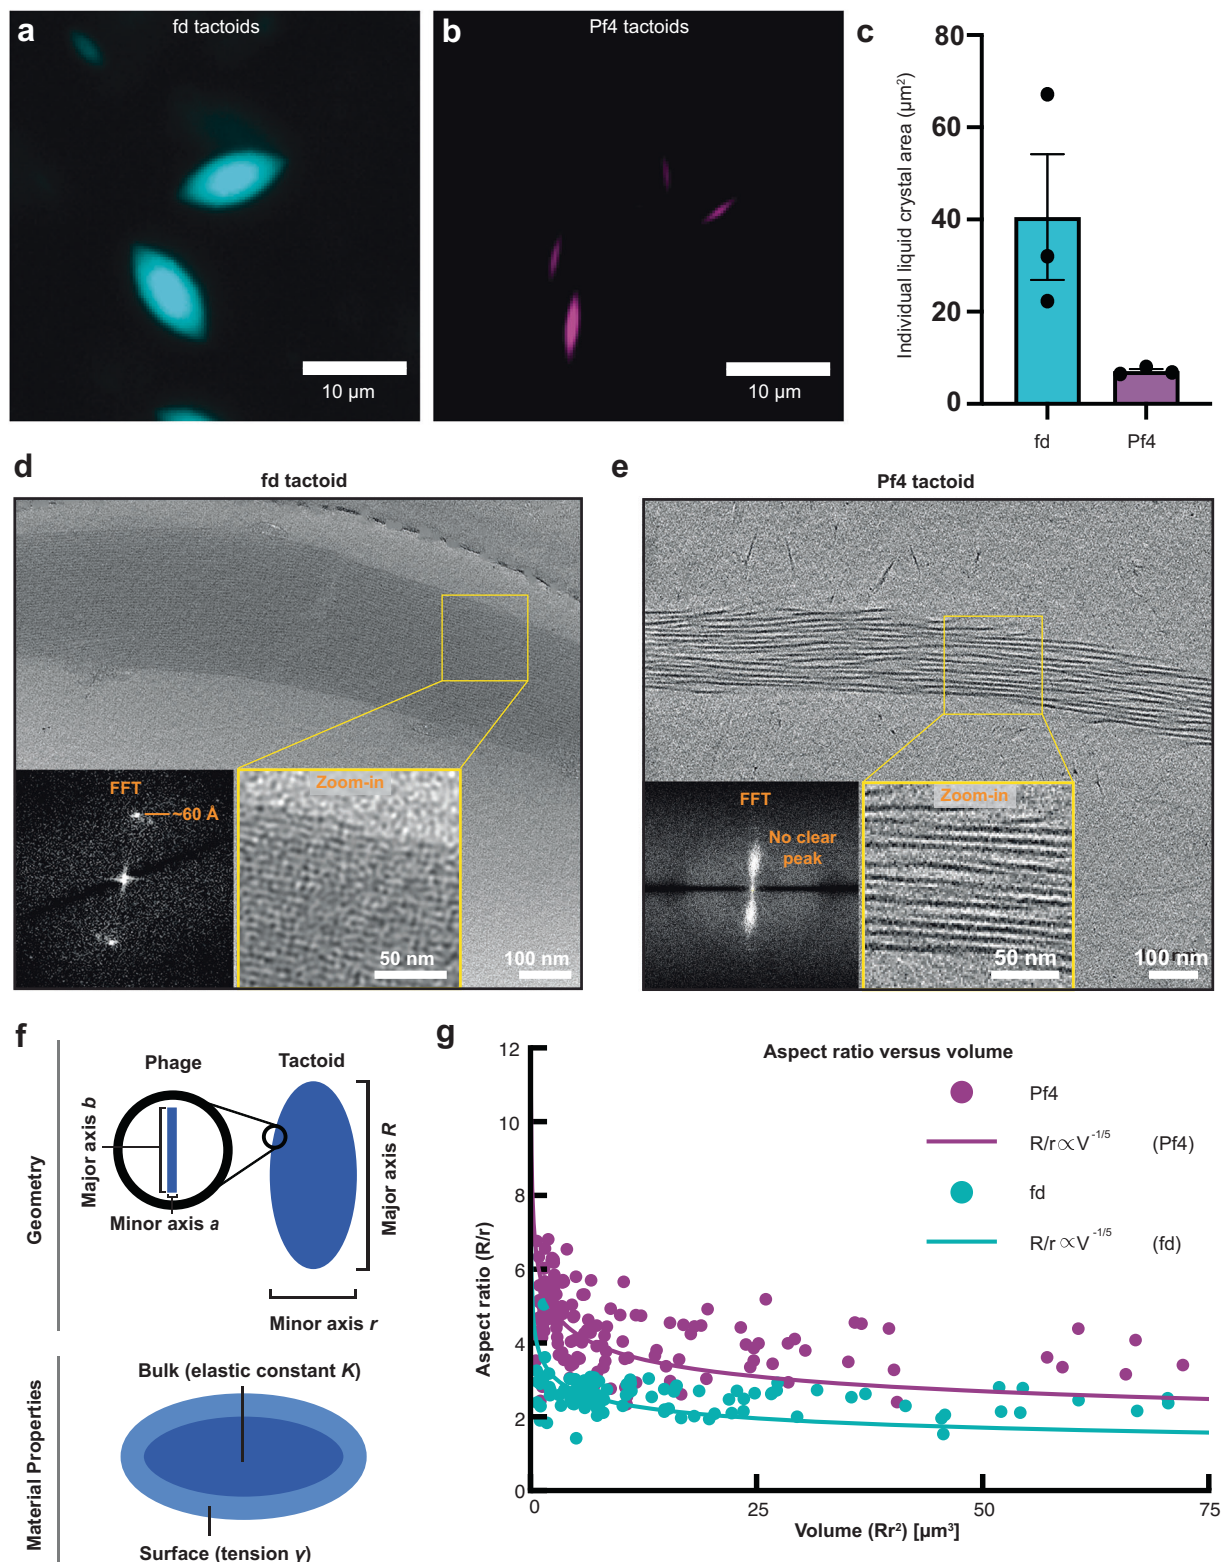 a
fd tactoids
10 µm
b
Pf4 tactoids
10 µm
c
Individual liquid crystal area (µm²)
80
60
40
20
0
fd
Pf4
d
fd tactoid
FFT
~60 Å
Zoom-in
50 nm
100 nm
e
Pf4 tactoid
FFT
No clear
peak
Zoom-in
50 nm
100 nm
f
Geometry
Phage
Tactoid
Major axis b
Minor axis a
Major axis R
Minor axis r
Material Properties
Bulk (elastic constant K)
Surface (tension γ)
g
Aspect ratio versus volume
Aspect ratio (R/r)
12
10
8
6
4
2
0
0
25
50
75
Volume (Rr²) [µm³]
Pf4
R/r∝V⁻¹/⁵ (Pf4)
fd
R/r∝V⁻¹/⁵ (fd)